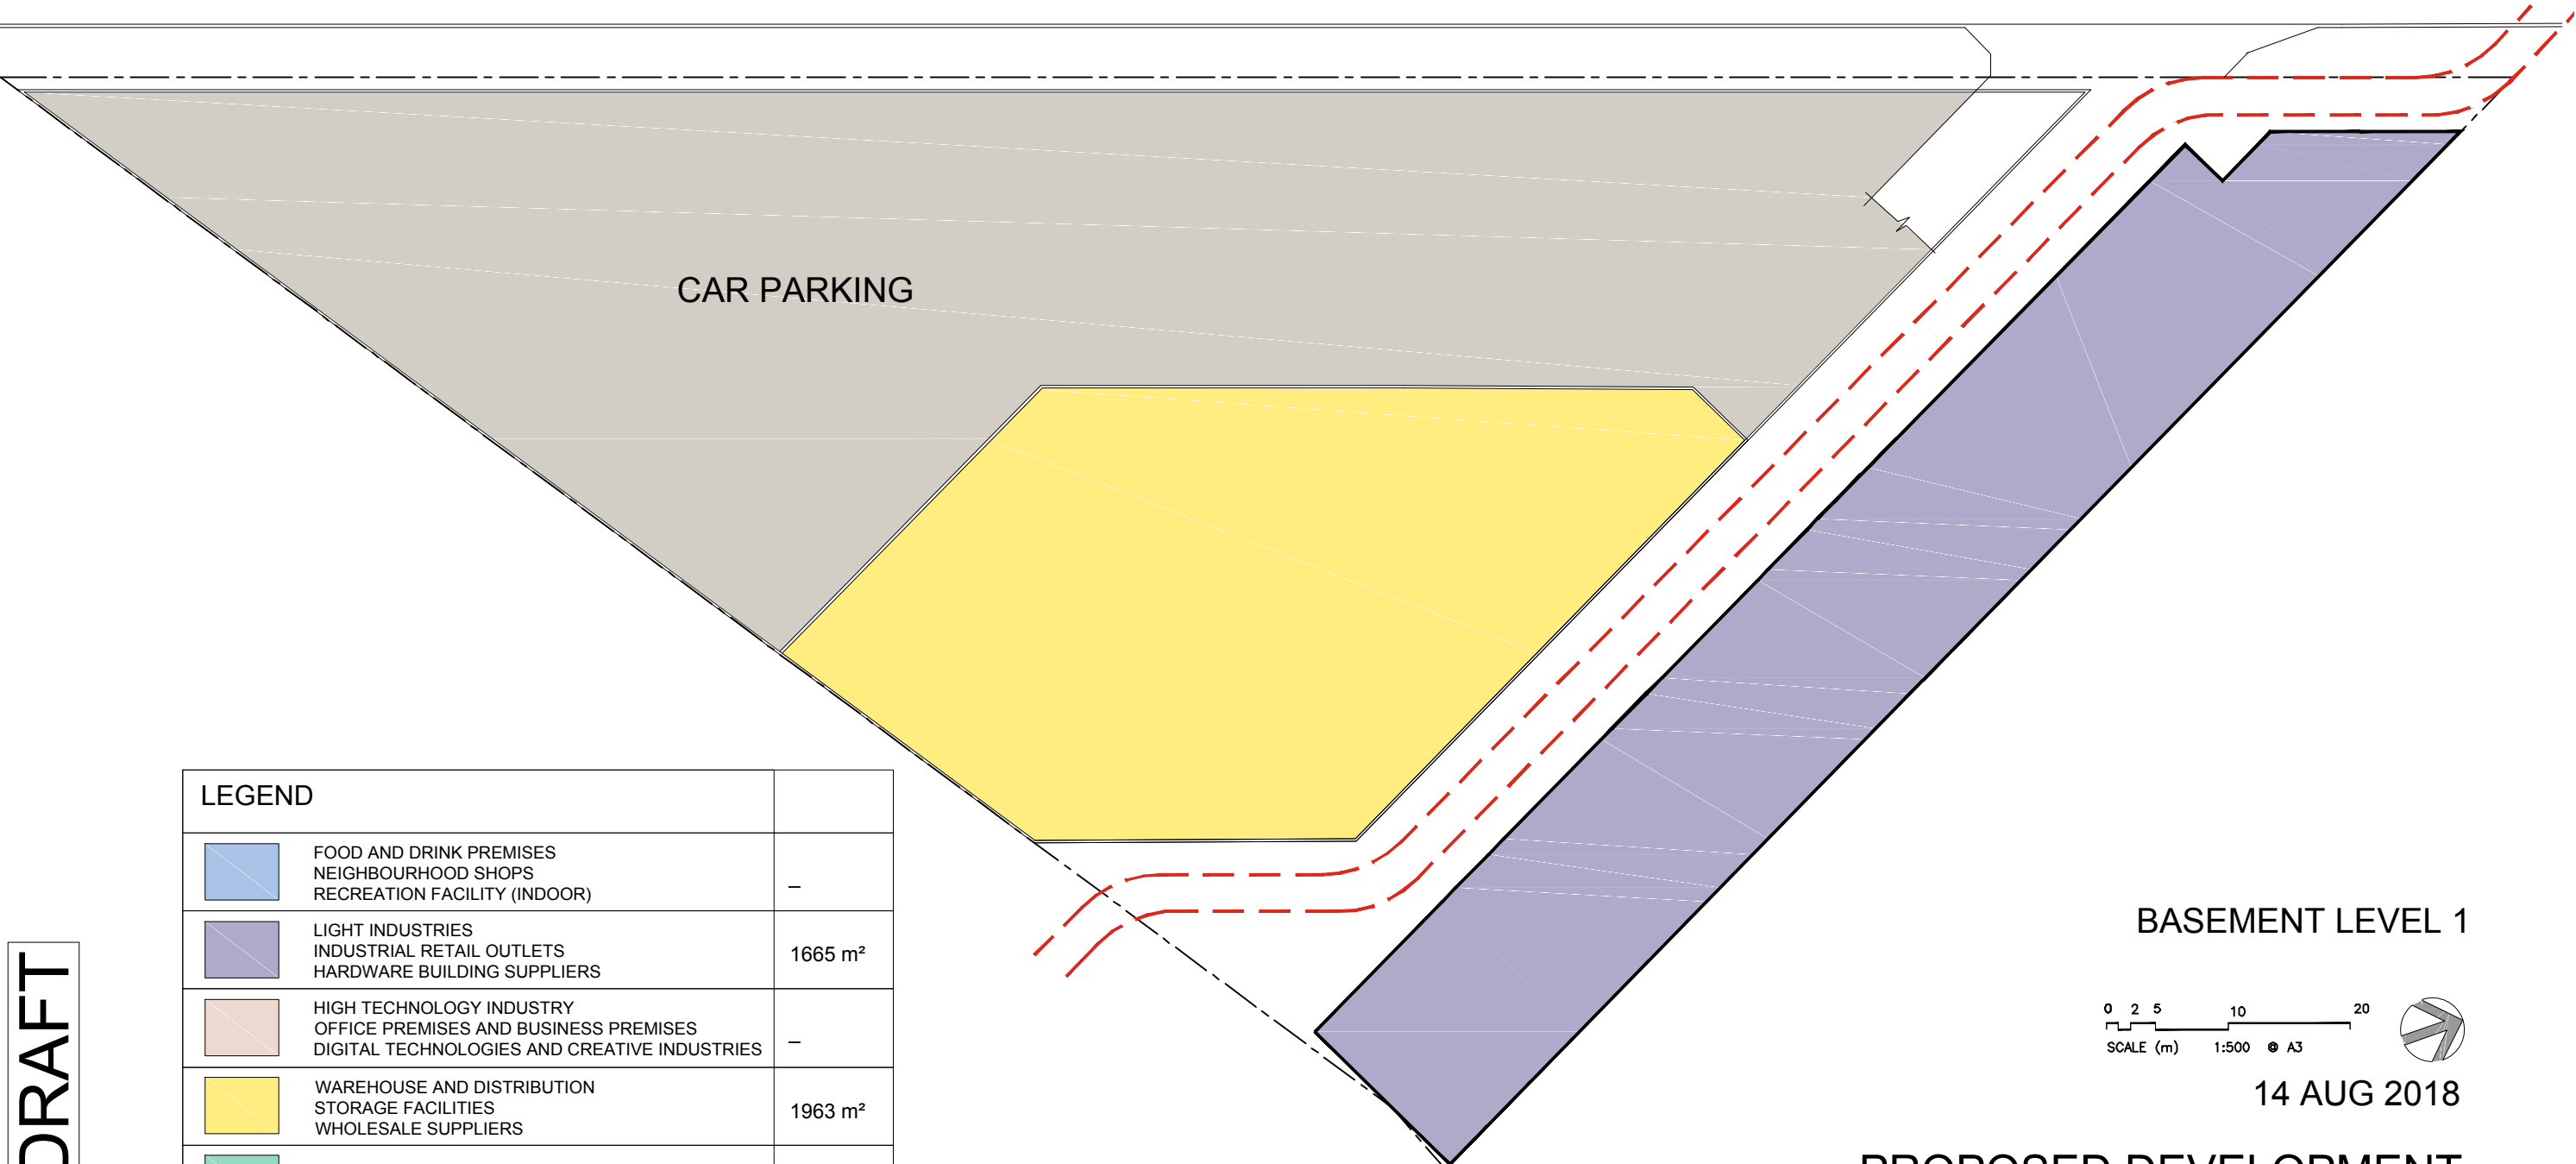 CAR PARKING
LEGEND
FOOD AND DRINK PREMISES
NEIGHBOURHOOD SHOPS
RECREATION FACILITY (INDOOR)
–
LIGHT INDUSTRIES
INDUSTRIAL RETAIL OUTLETS
HARDWARE BUILDING SUPPLIERS
1665 m²
HIGH TECHNOLOGY INDUSTRY
OFFICE PREMISES AND BUSINESS PREMISES
DIGITAL TECHNOLOGIES AND CREATIVE INDUSTRIES
–
WAREHOUSE AND DISTRIBUTION
STORAGE FACILITIES
WHOLESALE SUPPLIERS
1963 m²
DRAFT
BASEMENT LEVEL 1
0 2 5 10 20
SCALE (m) 1:500 @ A3
14 AUG 2018
PROPOSED DEVELOPMENT